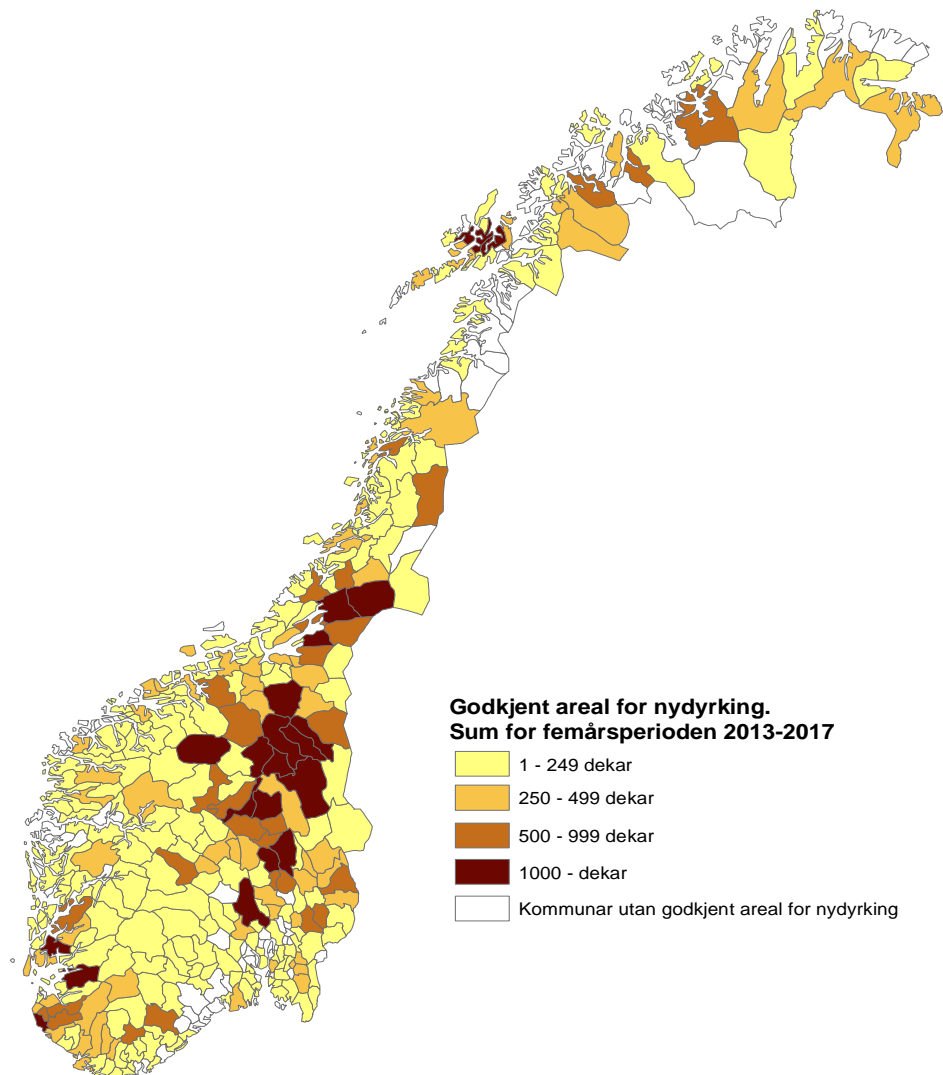 Godkjent areal for nydyrking.
Sum for femårsperioden 2013-2017
1 - 249 dekar
250 - 499 dekar
500 - 999 dekar
1000 - dekar
Kommunar utan godkjent areal for nydyrking